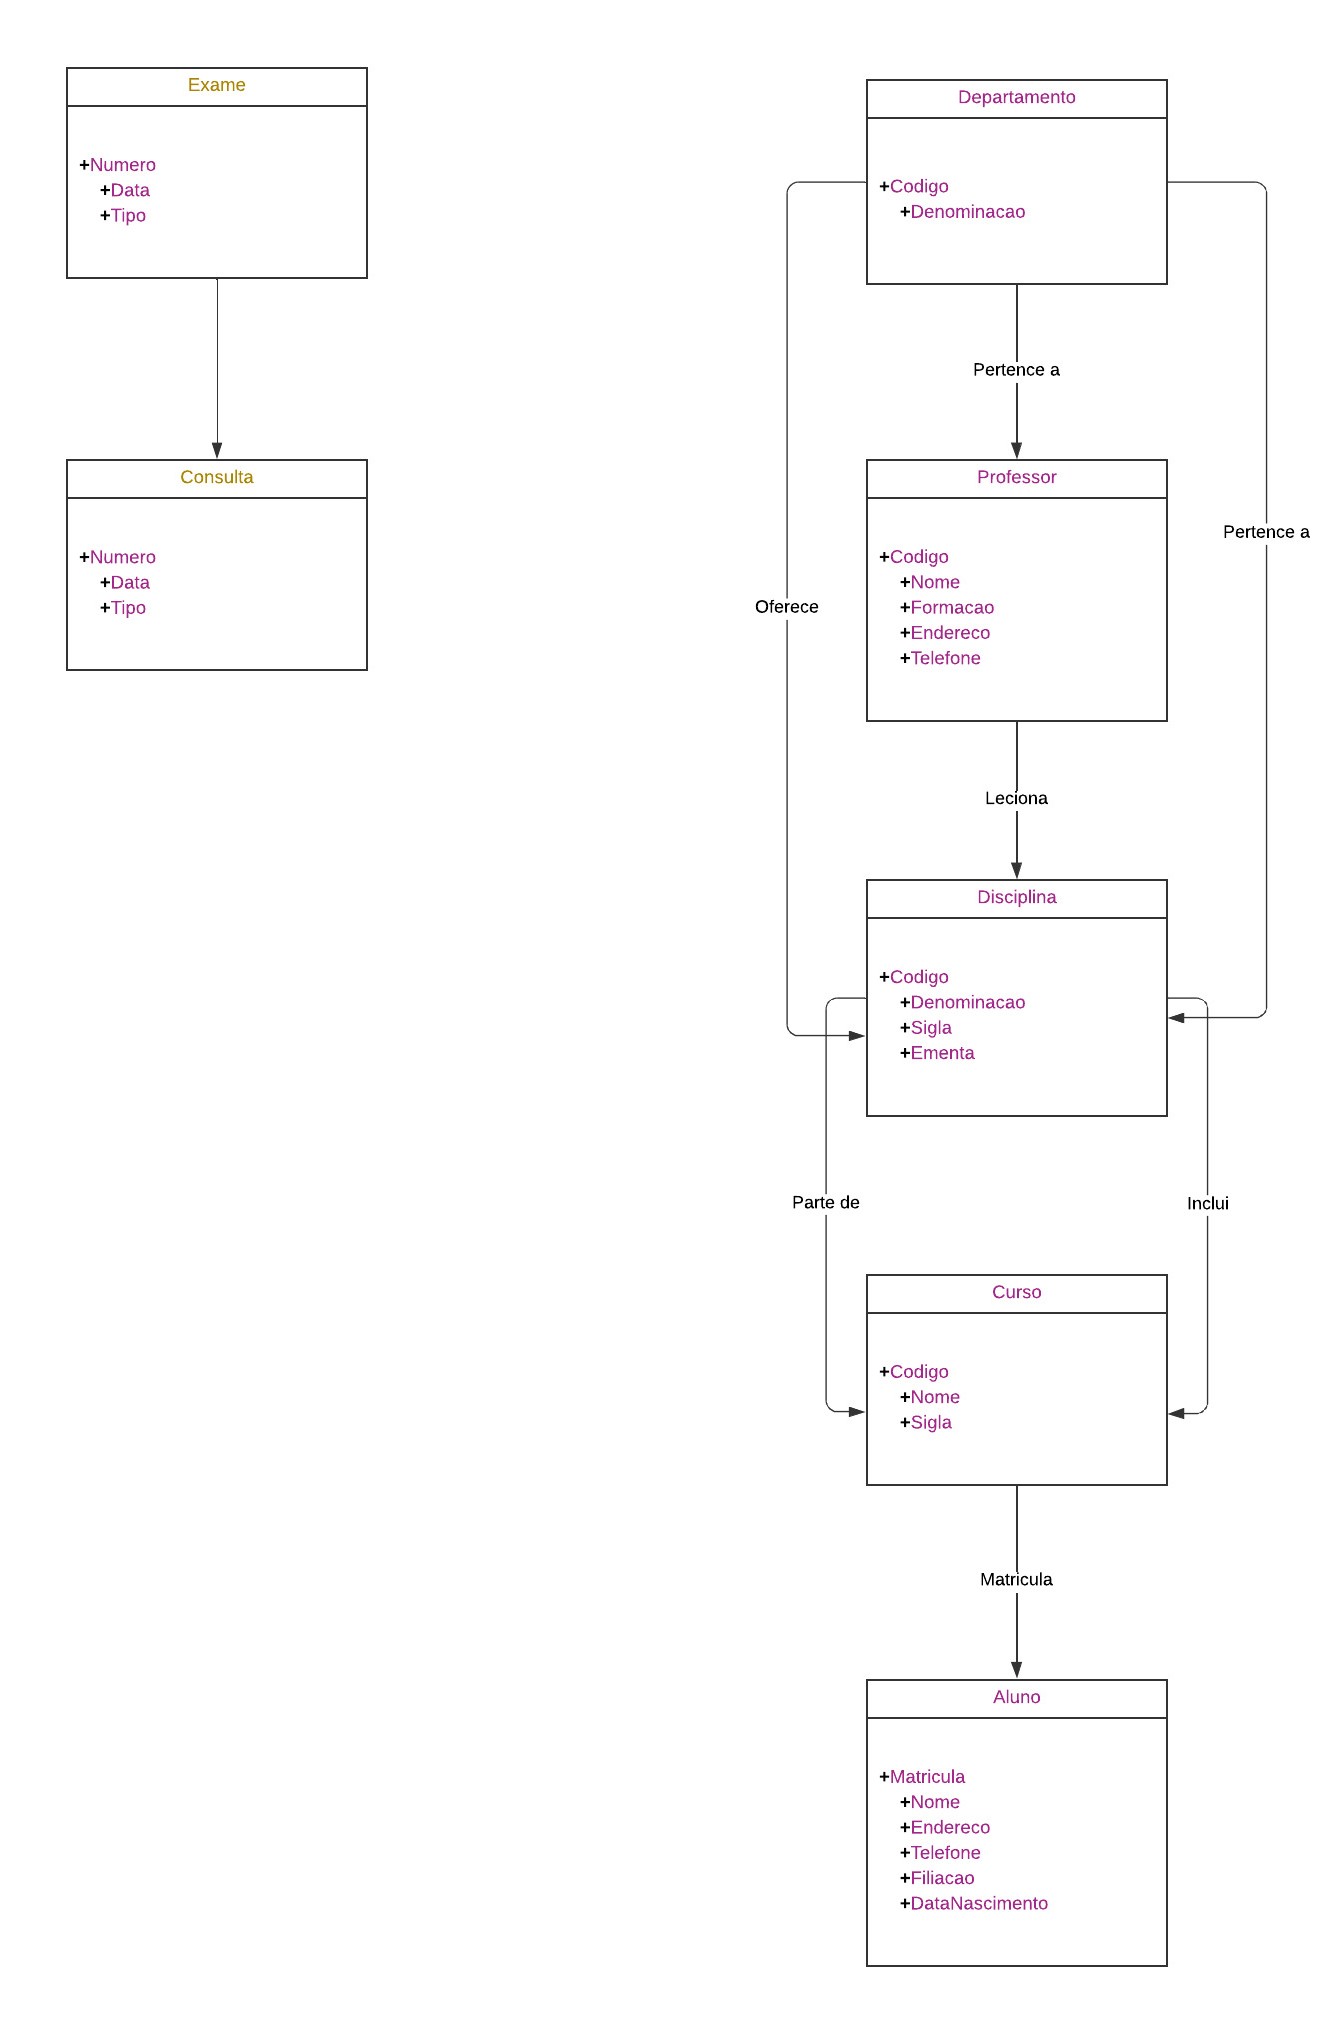 Exame
+Numero
+Data
+Tipo
Consulta
+Numero
+Data
+Tipo
Departamento
+Codigo
+Denominacao
Pertence a
Professor
+Codigo
+Nome
+Formacao
+Endereco
+Telefone
Pertence a
Oferece
Leciona
Disciplina
+Codigo
+Denominacao
+Sigla
+Ementa
Parte de
Inclui
Curso
+Codigo
+Nome
+Sigla
Matricula
Aluno
+Matricula
+Nome
+Endereco
+Telefone
+Filiacao
+DataNascimento